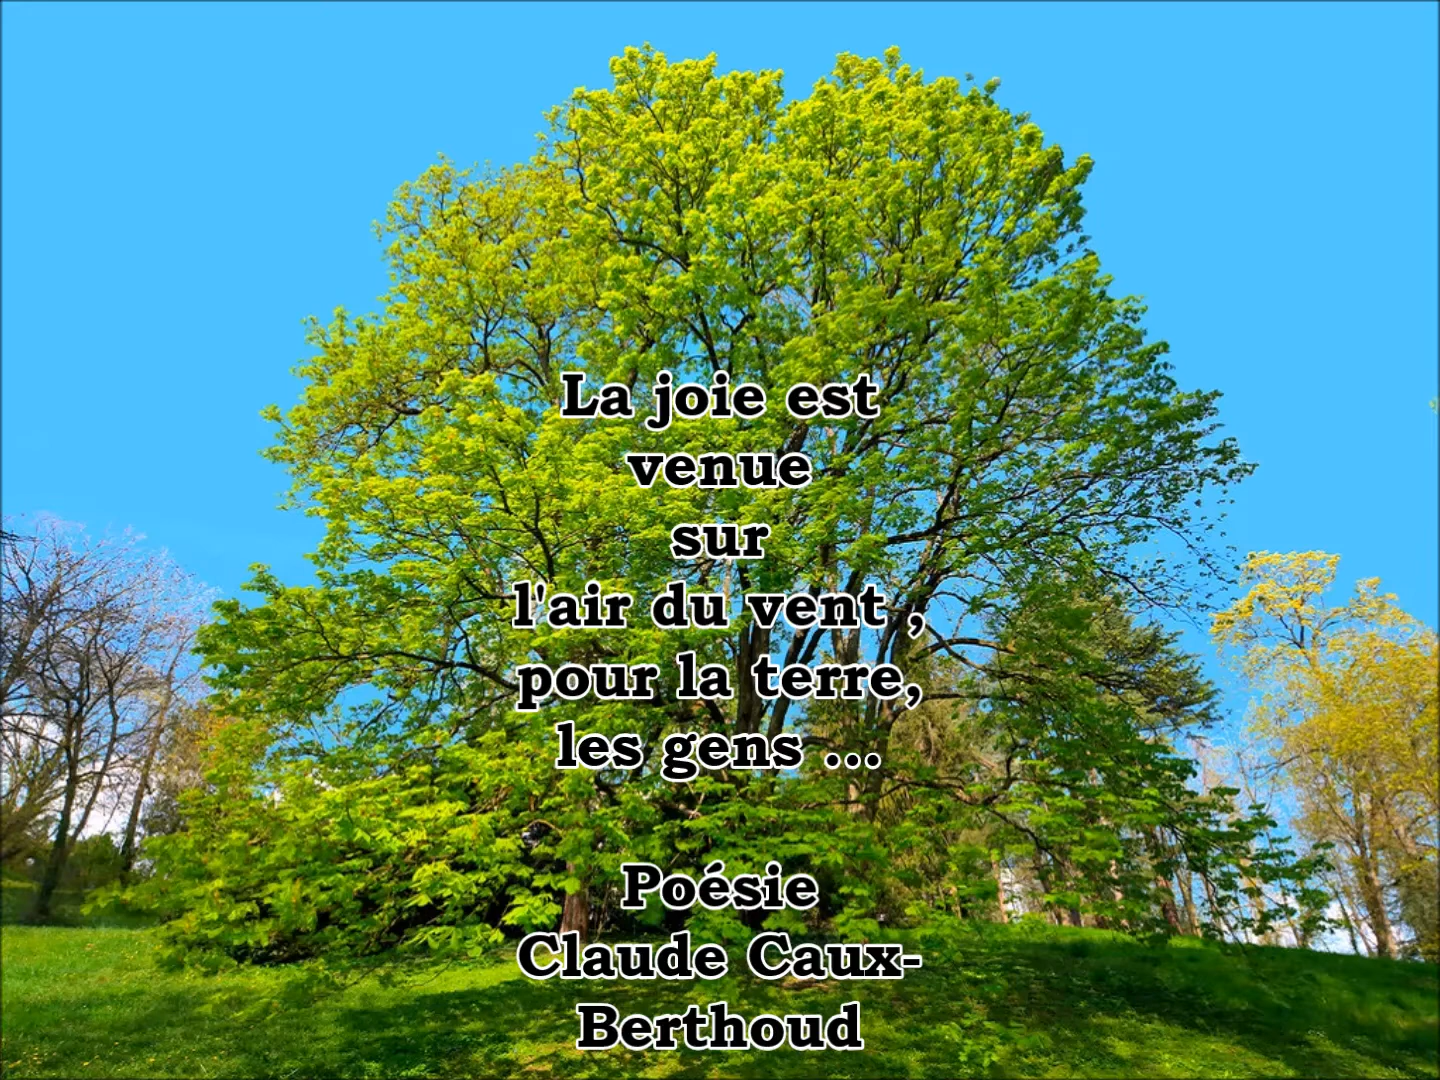 La joie est
venue
sur
l'air du vent ,
pour la terre,
les gens ...
Poésie
Claude Caux-
Berthoud